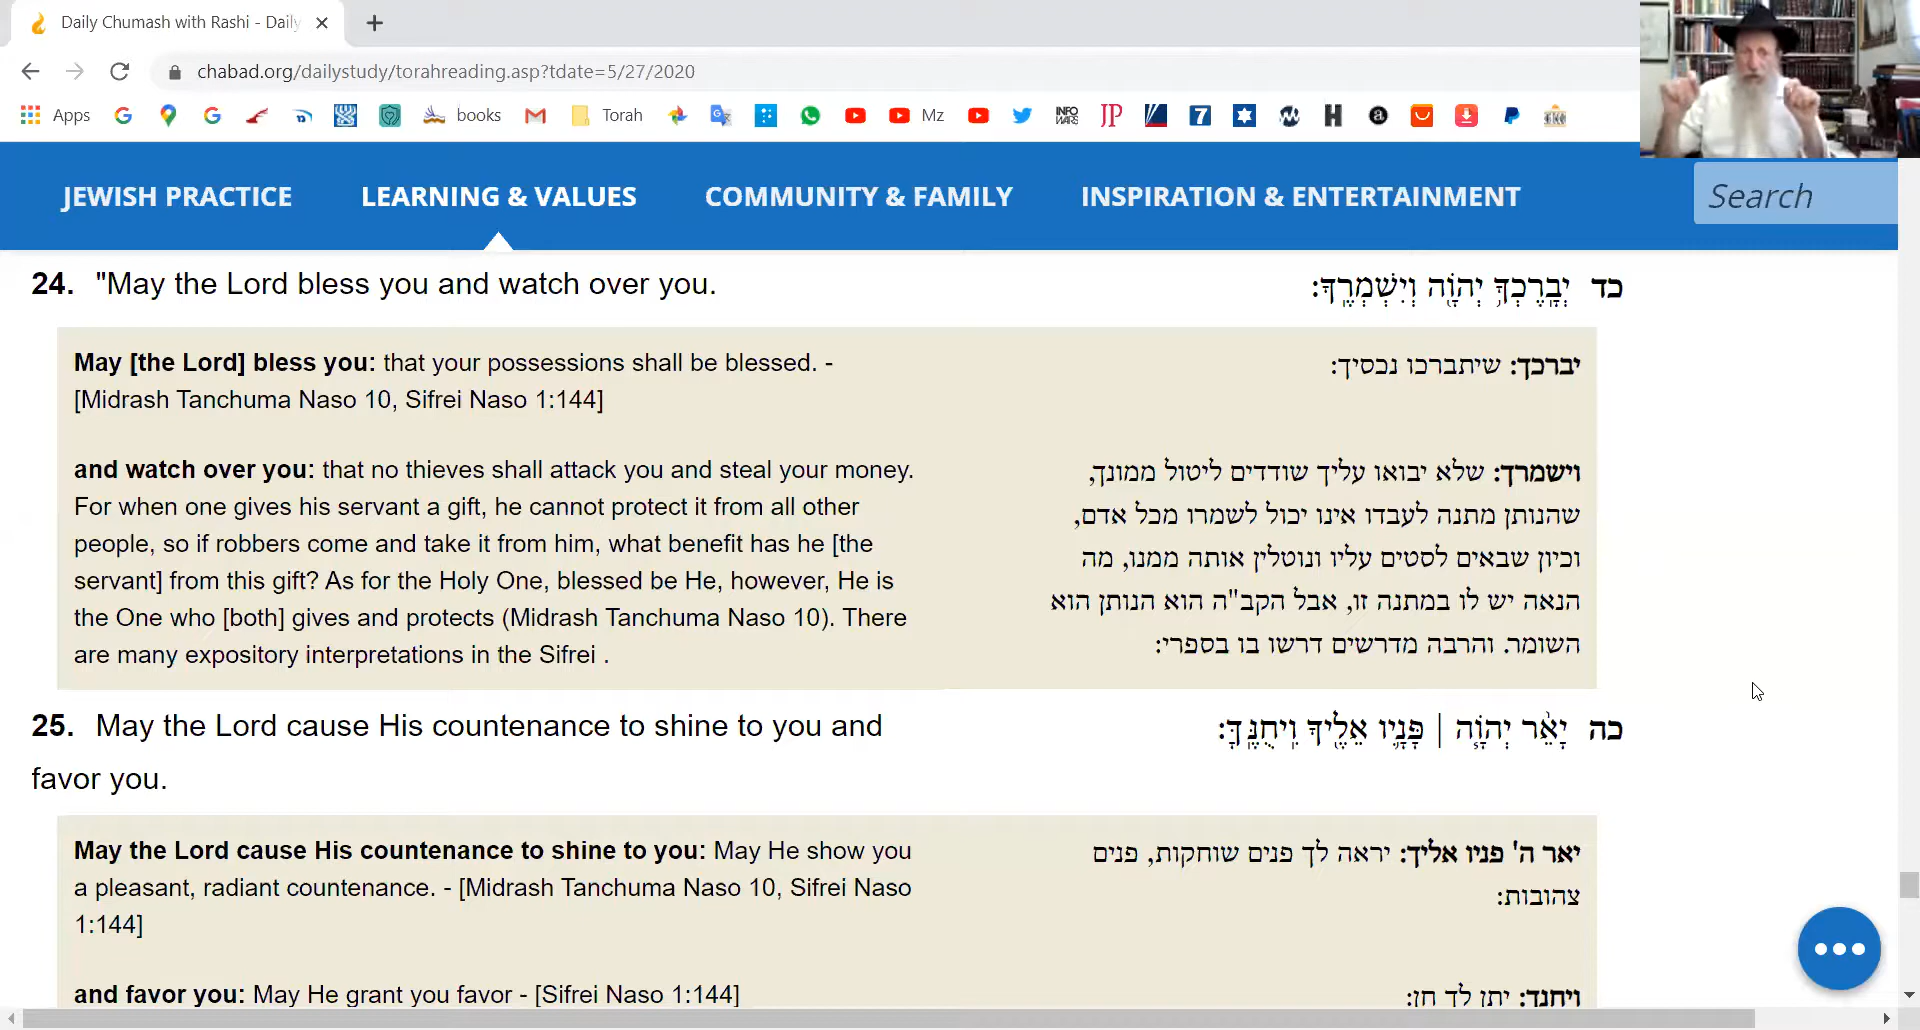 Daily Chumash with Rashi - Daily
chabad.org/dailystudy/torahreading.asp?tdate=5/27/2020
Apps
books
Torah
Mz
INFO
WARS
JP
7
H
a
JEWISH PRACTICE
LEARNING & VALUES
COMMUNITY & FAMILY
INSPIRATION & ENTERTAINMENT
Search
24. "May the Lord bless you and watch over you.
כד יְבָֽרֶכְךָ֥ יְהֹוָ֖ה וְיִשְׁמְרֶֽךָ:
May [the Lord] bless you: that your possessions shall be blessed. -
[Midrash Tanchuma Naso 10, Sifrei Naso 1:144]
יברכך: שיתברכו נכסיך:
and watch over you: that no thieves shall attack you and steal your money.
For when one gives his servant a gift, he cannot protect it from all other
people, so if robbers come and take it from him, what benefit has he [the
servant] from this gift? As for the Holy One, blessed be He, however, He is
the One who [both] gives and protects (Midrash Tanchuma Naso 10). There
are many expository interpretations in the Sifrei .
וישמרך: שלא יבואו עליך שודדים ליטול ממונך,
שהנותן מתנה לעבדו אינו יכול לשמרו מכל אדם,
וכיון שבאים לסטים עליו ונוטלין אותה ממנו, מה
הנאה יש לו במתנה זו, אבל הקב"ה הוא הנותן הוא
השומר. והרבה מדרשים דרשו בו בספרי:
25. May the Lord cause His countenance to shine to you and
favor you.
כה יָאֵ֨ר יְהֹוָ֧ה | פָּנָ֛יו אֵלֶ֖יךָ וִֽיחֻנֶּֽךָּ:
May the Lord cause His countenance to shine to you: May He show you
a pleasant, radiant countenance. - [Midrash Tanchuma Naso 10, Sifrei Naso
1:144]
יאר ה' פניו אליך: יראה לך פנים שוחקות, פנים
צהובות:
and favor you: May He grant you favor - [Sifrei Naso 1:144]
ויחנך: יתן לך חן: